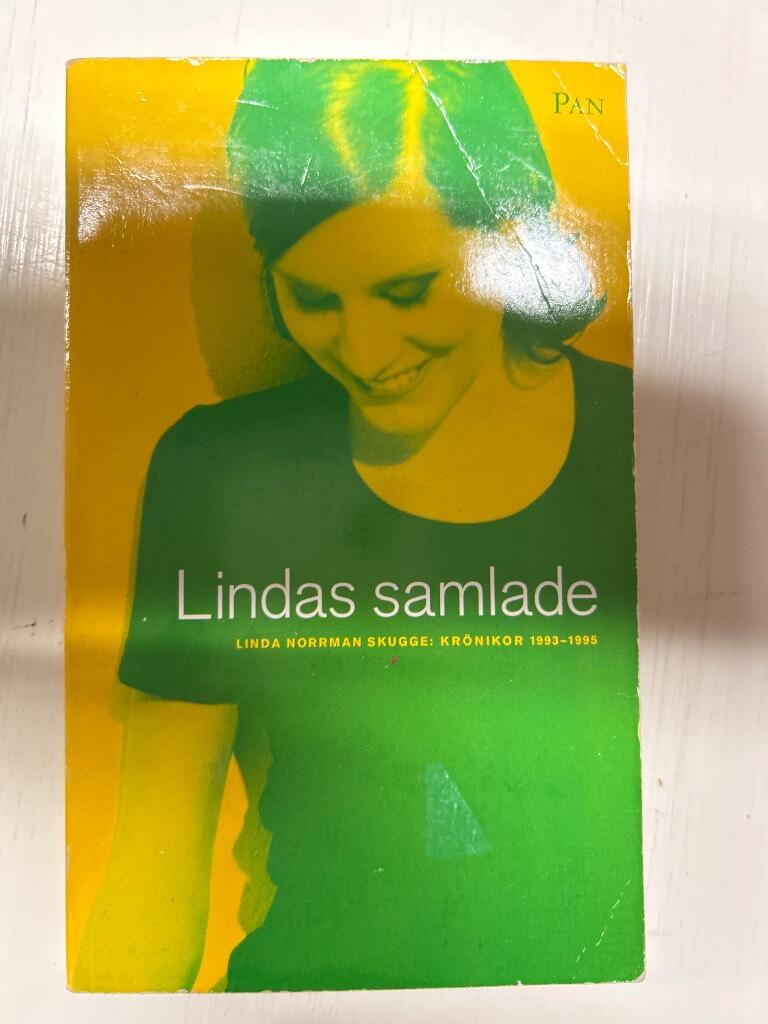 PAN
Lindas samlade
LINDA NORRMAN SKUGGE: KRÖNIKOR 1993–1995